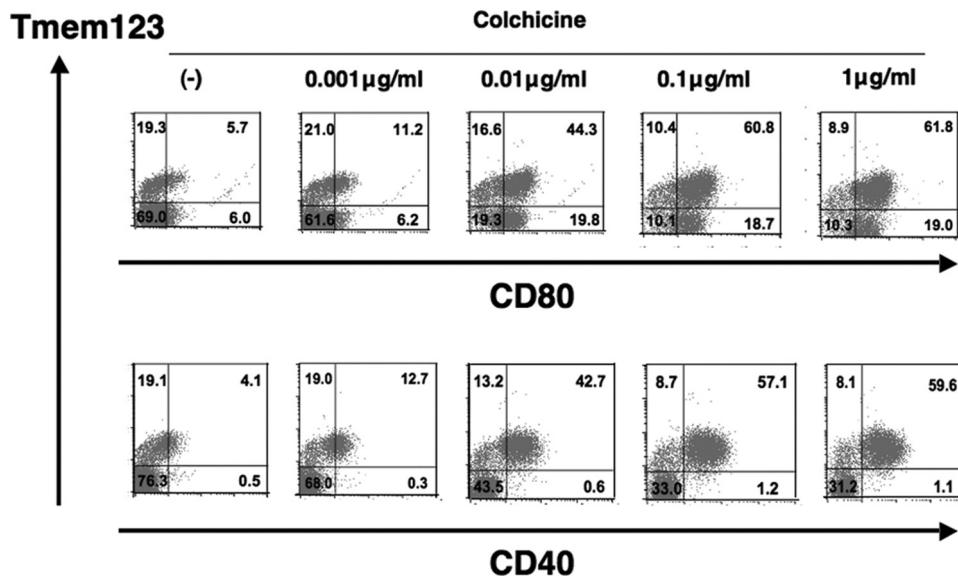 Tmem123
Colchicine
(-)
0.001µg/ml
0.01µg/ml
0.1µg/ml
1µg/ml
19.3 5.7
69.0 6.0
21.0 11.2
61.6 6.2
16.6 44.3
19.3 19.8
10.4 60.8
10.1 18.7
8.9 61.8
10.3 19.0
CD80
19.1 4.1
76.3 0.5
19.0 12.7
68.0 0.3
13.2 42.7
43.5 0.6
8.7 57.1
33.0 1.2
8.1 59.6
31.2 1.1
CD40